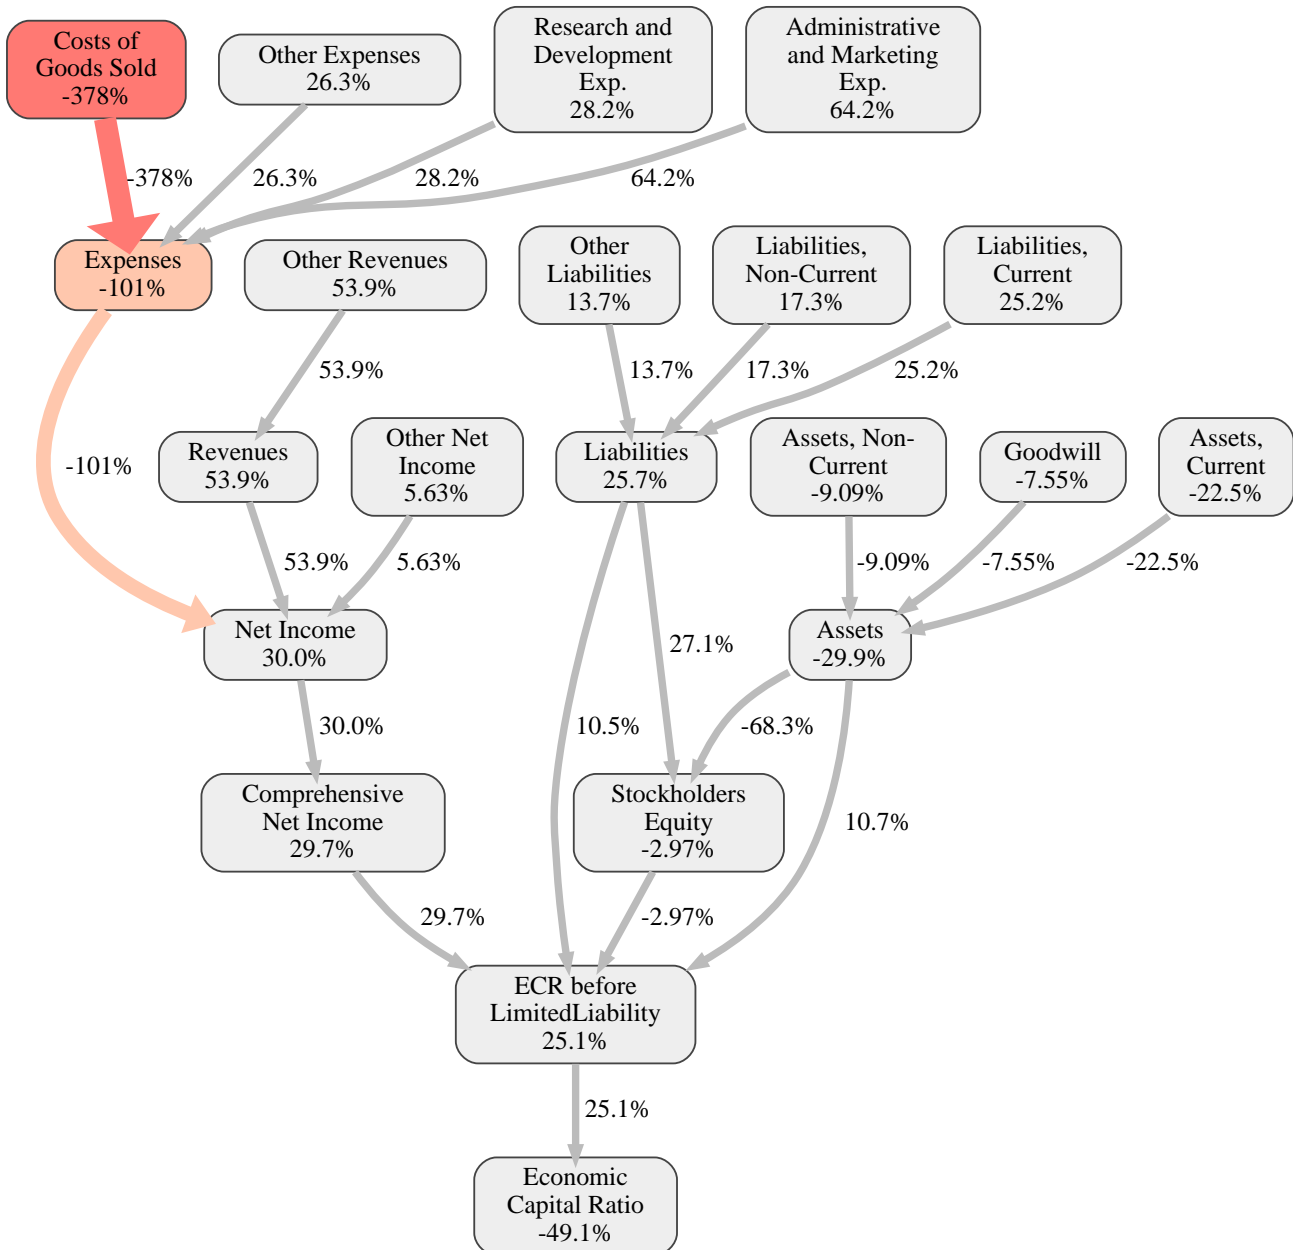 Costs of
Goods Sold
-378%
Other Expenses
26.3%
Research and
Development
Exp.
28.2%
Administrative
and Marketing
Exp.
64.2%
-378%
26.3%
28.2%
64.2%
Expenses
-101%
Other Revenues
53.9%
Other
Liabilities
13.7%
Liabilities,
Non-Current
17.3%
Liabilities,
Current
25.2%
53.9%
13.7%
17.3%
25.2%
-101%
Revenues
53.9%
Other Net
Income
5.63%
Liabilities
25.7%
Assets, Non-
Current
-9.09%
Goodwill
-7.55%
Assets,
Current
-22.5%
53.9%
5.63%
-9.09%
-7.55%
-22.5%
Net Income
30.0%
27.1%
Assets
-29.9%
30.0%
10.5%
-68.3%
Comprehensive
Net Income
29.7%
Stockholders
Equity
-2.97%
10.7%
29.7%
-2.97%
ECR before
LimitedLiability
25.1%
25.1%
Economic
Capital Ratio
-49.1%